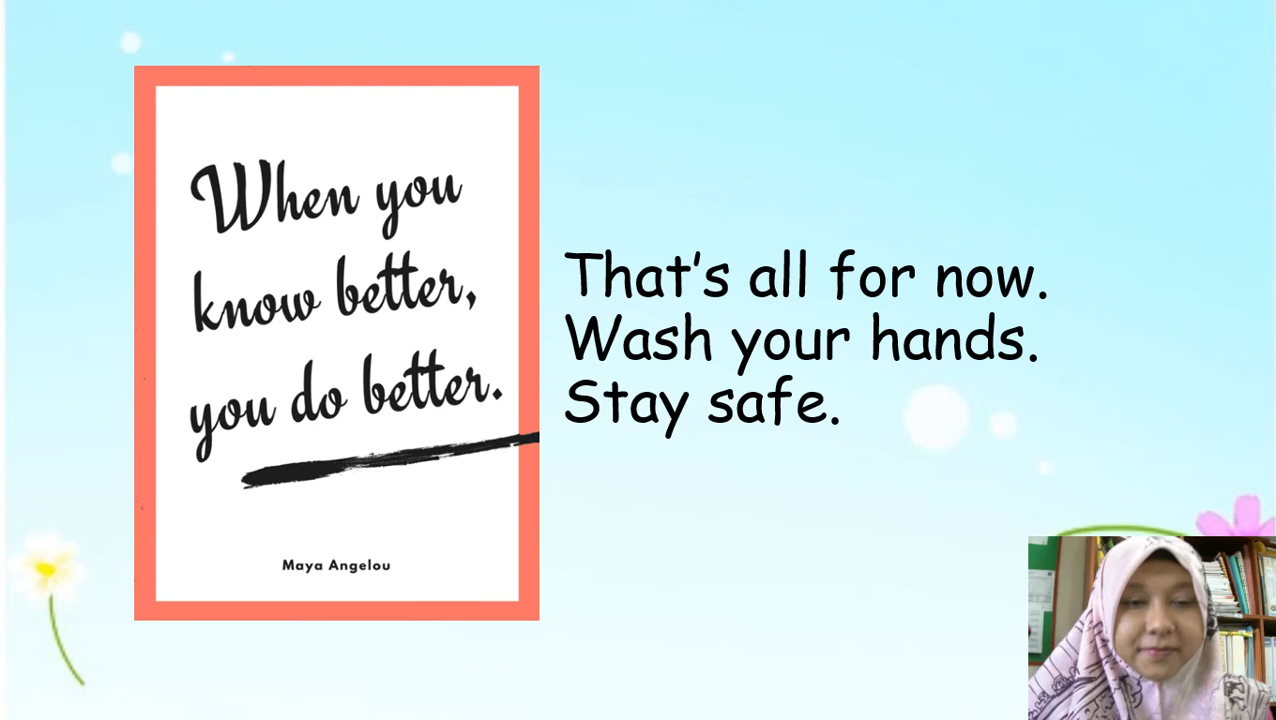 When you
know better,
you do better.
Maya Angelou
That's all for now.
Wash your hands.
Stay safe.